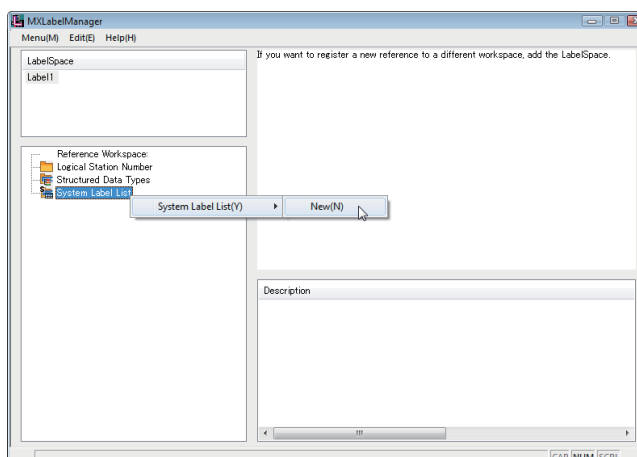 MXLabelManager
Menu(M) Edit(E) Help(H)
LabelSpace
Label1
If you want to register a new reference to a different workspace, add the LabelSpace.
Reference Workspace:
Logical Station Number
Structured Data Types
System Label List
System Label List(Y)
New(N)
Description
CAP NUM SCRL